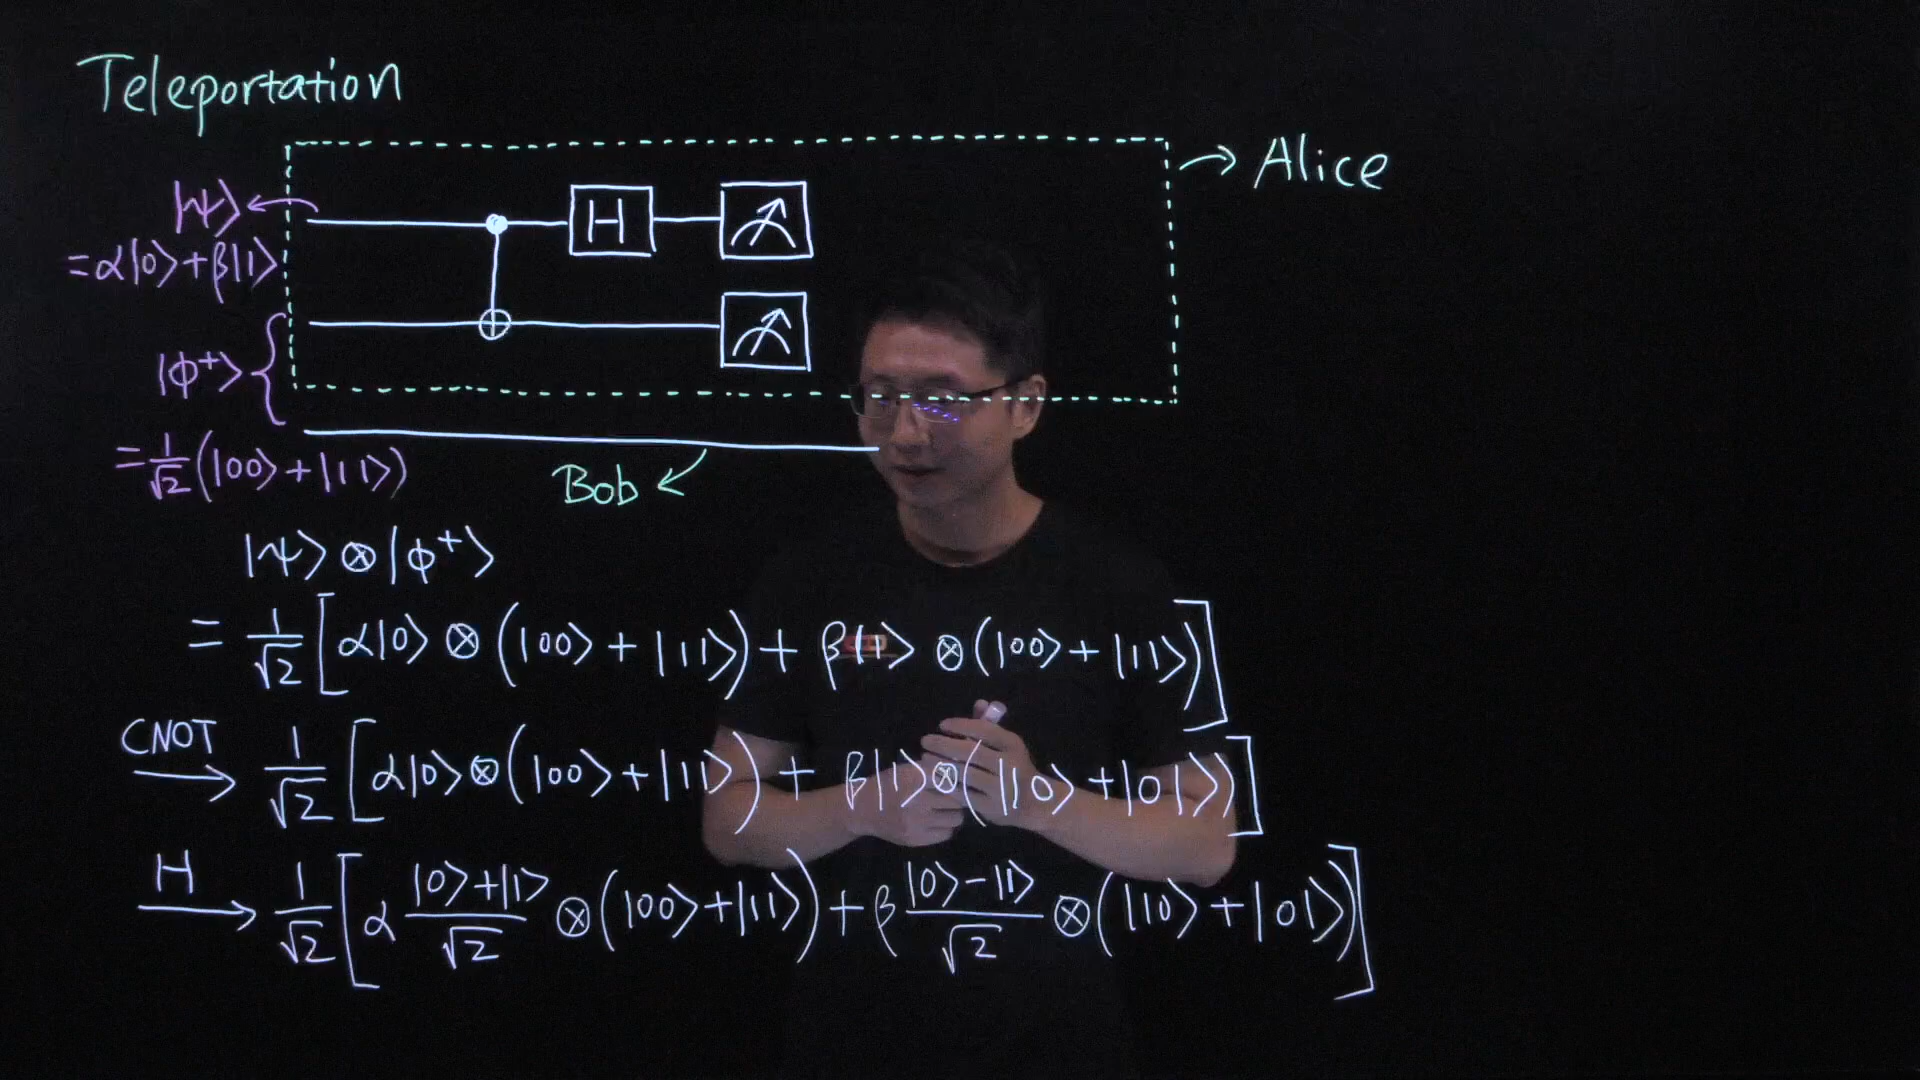 Teleportation
→ Alice
|ψ⟩ ←
= α|0⟩ + β|1⟩
H
|ϕ⁺⟩ {
= 1/√2 (|00⟩ + |11⟩)
Bob ↙
|ψ⟩ ⊗ |ϕ⁺⟩
= 1/√2 [α|0⟩ ⊗ (|00⟩ + |11⟩) + β|1⟩ ⊗ (|00⟩ + |11⟩)]
CNOT → 1/√2 [α|0⟩ ⊗ (|00⟩ + |11⟩) + β|1⟩ ⊗ (|10⟩ + |01⟩)]
H → 1/√2 [α (|0⟩ + |1⟩)/√2 ⊗ (|00⟩ + |11⟩) + β (|0⟩ − |1⟩)/√2 ⊗ (|10⟩ + |01⟩)]